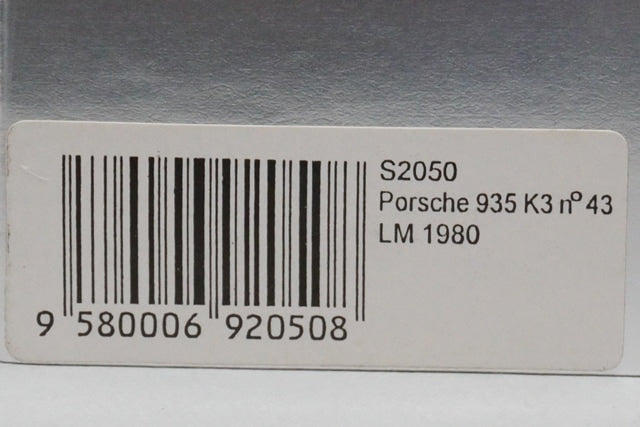 S2050
Porsche 935 K3 nº 43
LM 1980
9 580006 920508